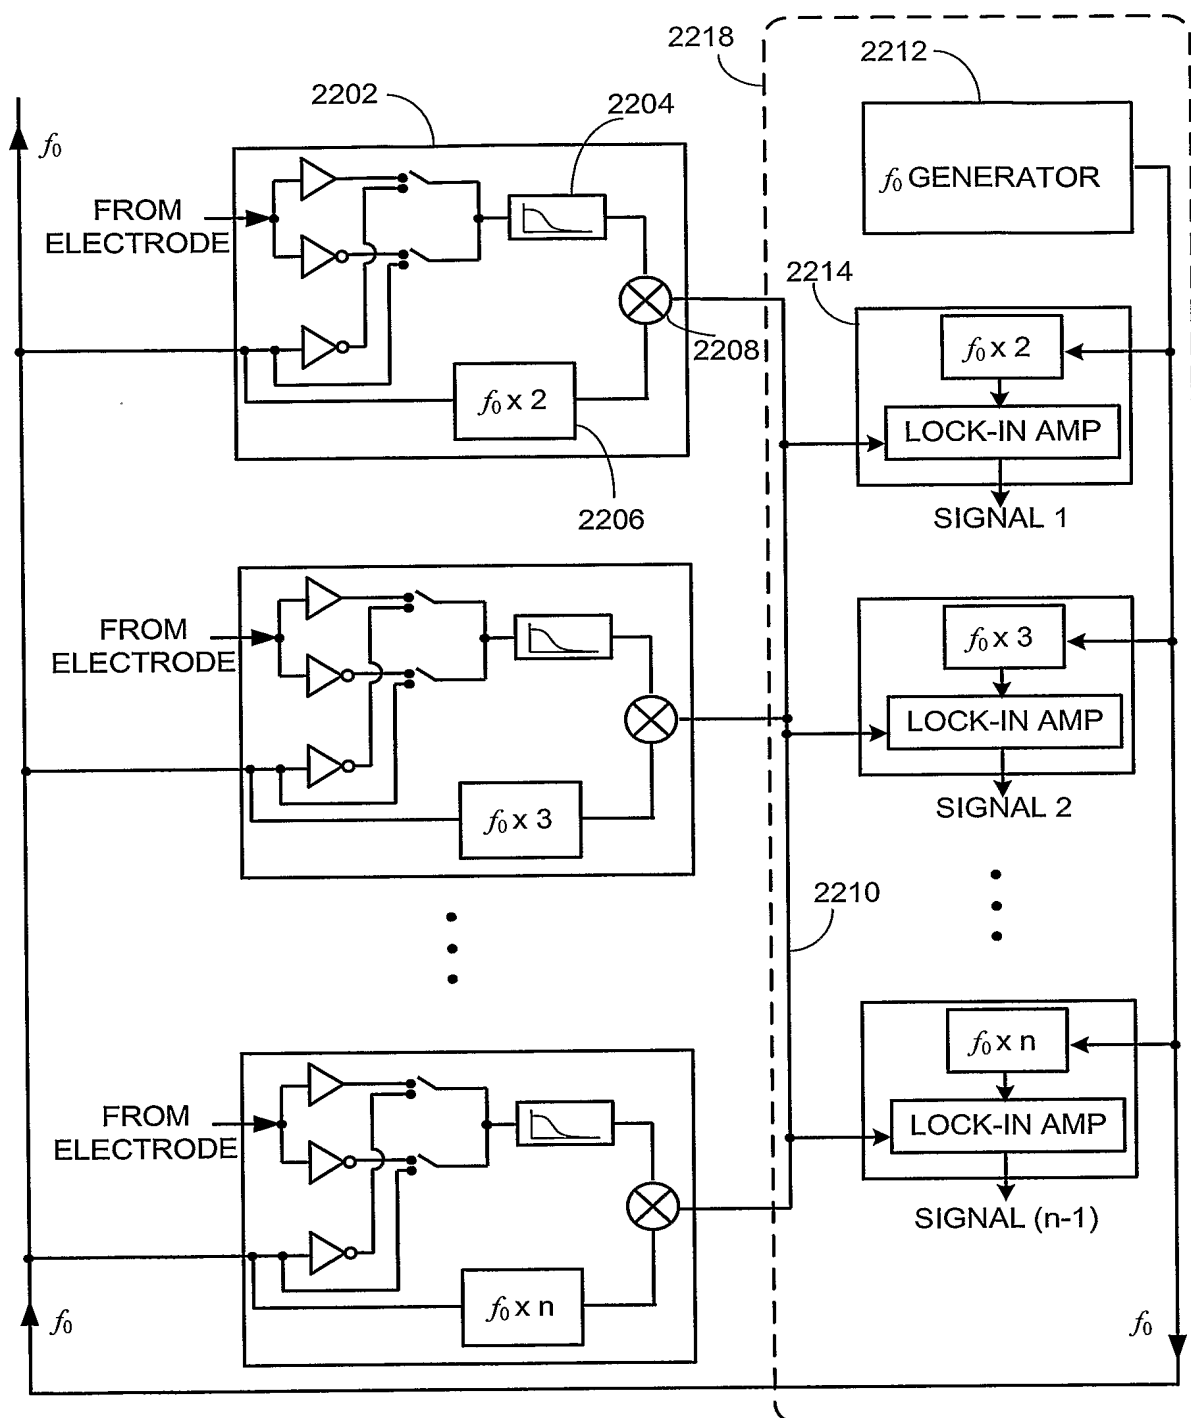 2218
2212
2202
2204
f0
f0 GENERATOR
FROM
ELECTRODE
2214
f0 x 2
2208
f0 x 2
LOCK-IN AMP
2206
SIGNAL 1
FROM
ELECTRODE
f0 x 3
LOCK-IN AMP
f0 x 3
SIGNAL 2
2210
f0 x n
FROM
ELECTRODE
LOCK-IN AMP
SIGNAL (n-1)
f0 x n
f0
f0